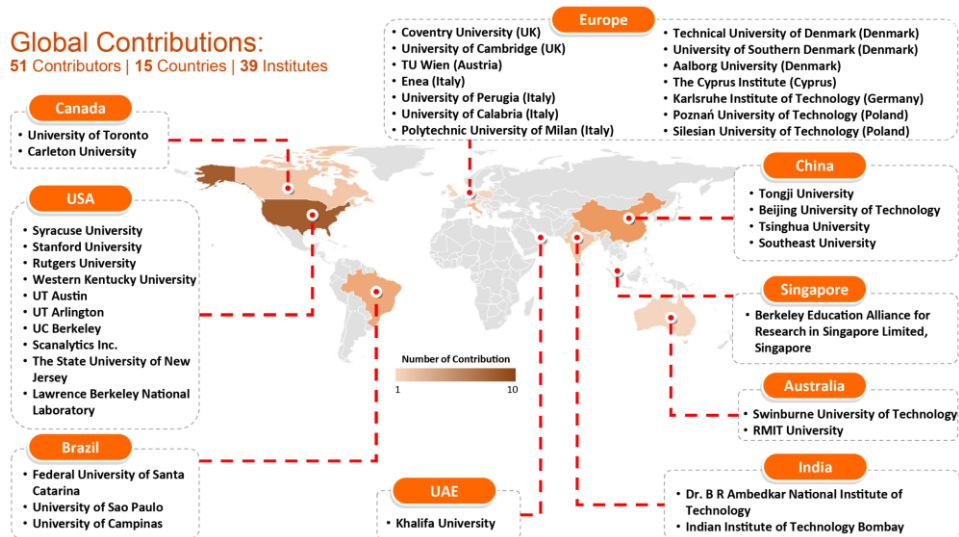 Global Contributions:
51 Contributors | 15 Countries | 39 Institutes
Europe
• Coventry University (UK)
• University of Cambridge (UK)
• TU Wien (Austria)
• Enea (Italy)
• University of Perugia (Italy)
• University of Calabria (Italy)
• Polytechnic University of Milan (Italy)
• Technical University of Denmark (Denmark)
• University of Southern Denmark (Denmark)
• Aalborg University (Denmark)
• The Cyprus Institute (Cyprus)
• Karlsruhe Institute of Technology (Germany)
• Poznań University of Technology (Poland)
• Silesian University of Technology (Poland)
Canada
• University of Toronto
• Carleton University
USA
• Syracuse University
• Stanford University
• Rutgers University
• Western Kentucky University
• UT Austin
• UT Arlington
• UC Berkeley
• Scanalytics Inc.
• The State University of New
Jersey
• Lawrence Berkeley National
Laboratory
China
• Tongji University
• Beijing University of Technology
• Tsinghua University
• Southeast University
Singapore
• Berkeley Education Alliance for
Research in Singapore Limited,
Singapore
Number of Contribution
1
10
Australia
• Swinburne University of Technology
• RMIT University
Brazil
• Federal University of Santa
Catarina
• University of Sao Paulo
• University of Campinas
UAE
• Khalifa University
India
• Dr. B R Ambedkar National Institute of
Technology
• Indian Institute of Technology Bombay